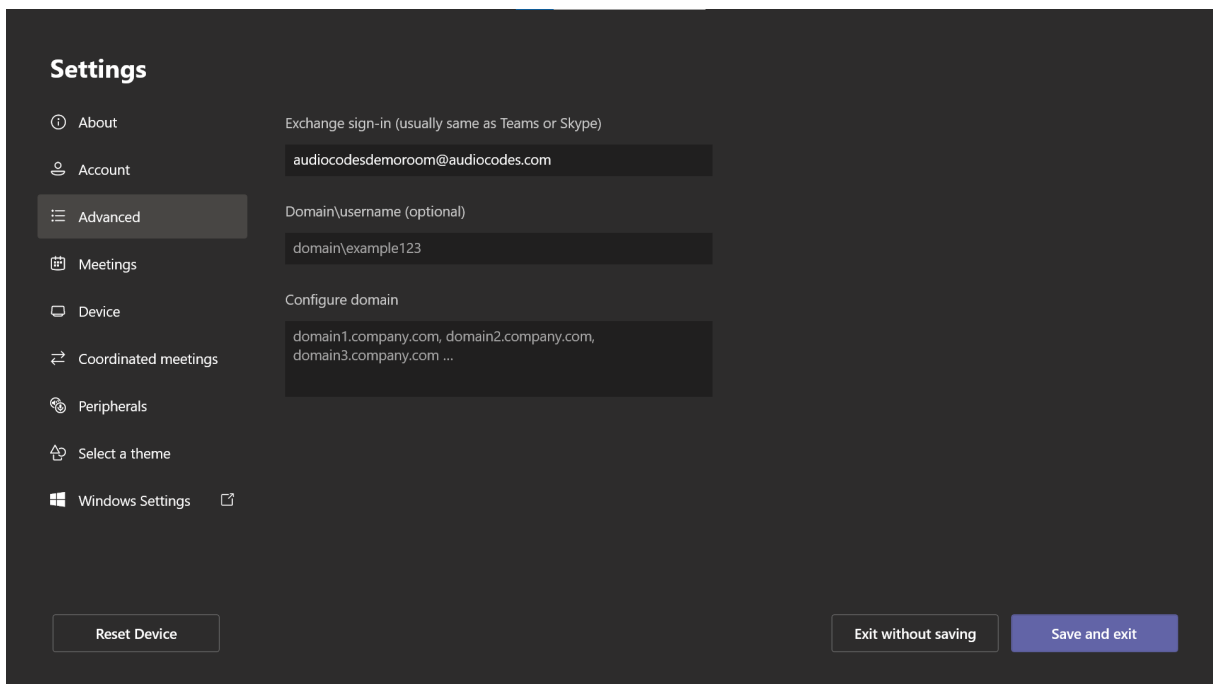 Settings
About
Account
Advanced
Meetings
Device
Coordinated meetings
Peripherals
Select a theme
Windows Settings
Exchange sign-in (usually same as Teams or Skype)
audiocodesdemoroom@audiocodes.com
Domain\username (optional)
domain\example123
Configure domain
domain1.company.com, domain2.company.com,
domain3.company.com ...
Reset Device
Exit without saving
Save and exit